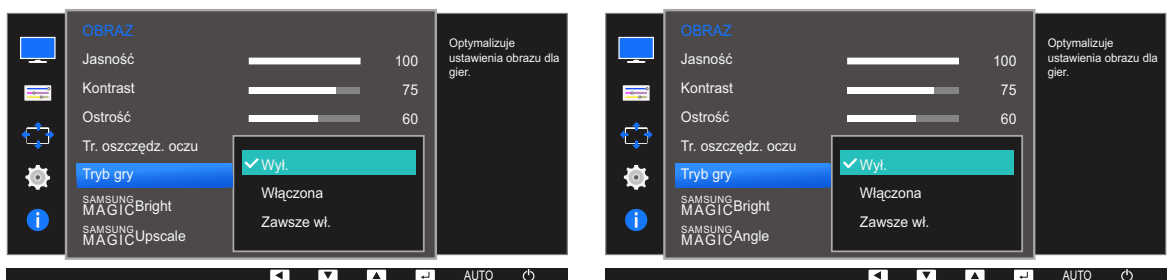 OBRAZ
Jasność 100
Kontrast 75
Ostrość 60
Tr. oszczędz. oczu
Tryb gry
SAMSUNG
MAGICBright
SAMSUNG
MAGICUpscale
Wył.
Włączona
Zawsze wł.
Optymalizuje
ustawienia obrazu dla
gier.
AUTO
OBRAZ
Jasność 100
Kontrast 75
Ostrość 60
Tr. oszczędz. oczu
Tryb gry
SAMSUNG
MAGICBright
SAMSUNG
MAGICAngle
Wył.
Włączona
Zawsze wł.
Optymalizuje
ustawienia obrazu dla
gier.
AUTO